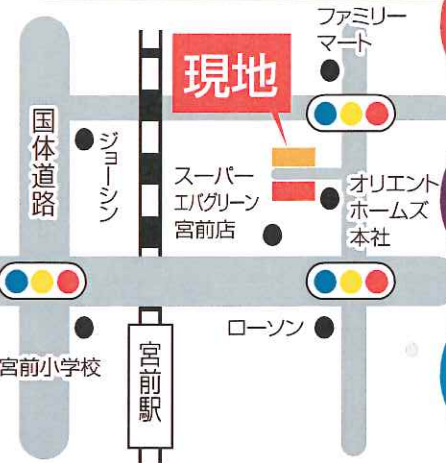 ファミリー
マート
現地
国体道路
ジョーシン
スーパー
エバグリーン
宮前店
オリエント
ホームズ
本社
ローソン
宮前小学校
宮前駅